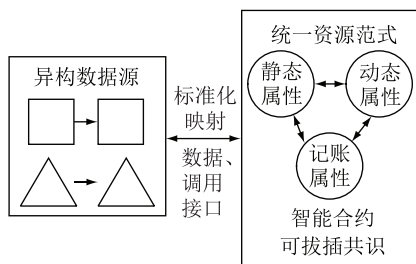 异构数据源
标准化
映射
数据、
调用
接口
统一资源范式
静态
属性
动态
属性
记账
属性
智能合约
可拔插共识